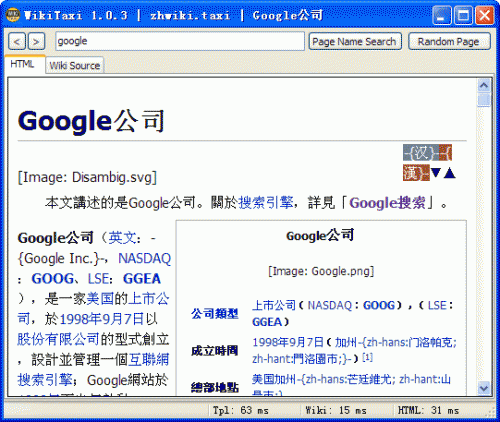 WikiTaxi 1.0.3 | zhwiki.taxi | Google公司
< > google Page Name Search Random Page
HTML Wiki Source
Google公司
-{汉}-{
漢}-▼▲
[Image: Disambig.svg]
本文講述的是Google公司。關於搜索引擎，詳見「Google搜索」。
Google公司（英文：-
{Google Inc.}-，NASDAQ
：GOOG、LSE：
GGEA
），是一家美国的上市公
司，於1998年9月7日以
股份有限公司的型式創立
，設計並管理一個互聯網
搜索引擎；Google網站於
Google公司
[Image: Google.png]
公司類型 上市公司（NASDAQ：GOOG），（LSE：
GGEA）
成立時間 1998年9月7日（加州-{zh-hans:门洛帕克;
zh-hant:門洛園市;}-）[1]
總部地點 美国加州-{zh-hans:芒廷維尤; zh-hant:山
Tpl: 63 ms Wiki: 15 ms HTML: 31 ms